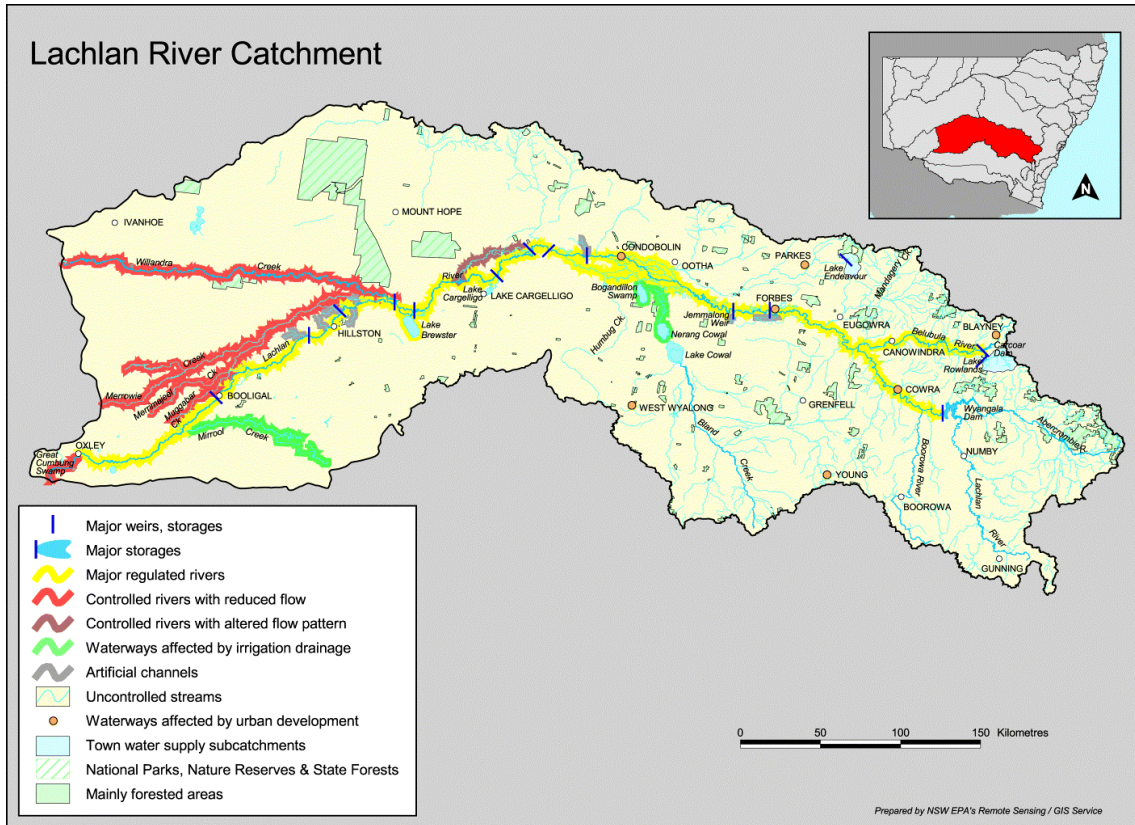 Lachlan River Catchment
N
IVANHOE
MOUNT HOPE
Willandra
Creek
River
Lake
Cargelligo
LAKE CARGELLIGO
CONDOBOLIN
OOTHA
PARKES
Lake
Endeavour
Mandagery Ck
Bogandillon
Swamp
Jemmalong
Weir
FORBES
EUGOWRA
Belubula
River
BLAYNEY
Carcoar
Dam
Lake
Rowlands
CANOWINDRA
Lake
Brewster
HILLSTON
Lachlan
Humbug Ck
Nerang Cowal
Lake Cowal
Creek
Merrowie
Merrimajeel
Ck
Muggabar
Ck
BOOLIGAL
COWRA
WEST WYALONG
GRENFELL
Wyangala
Dam
Abercrombie R
Mirrool
Creek
OXLEY
Great
Cumbung
Swamp
Bland
Creek
YOUNG
Boorowa River
NUMBY
Lachlan
River
BOOROWA
GUNNING
Major weirs, storages
Major storages
Major regulated rivers
Controlled rivers with reduced flow
Controlled rivers with altered flow pattern
Waterways affected by irrigation drainage
Artificial channels
Uncontrolled streams
Waterways affected by urban development
Town water supply subcatchments
National Parks, Nature Reserves & State Forests
Mainly forested areas
0 50 100 150 Kilometres
Prepared by NSW EPA's Remote Sensing / GIS Service